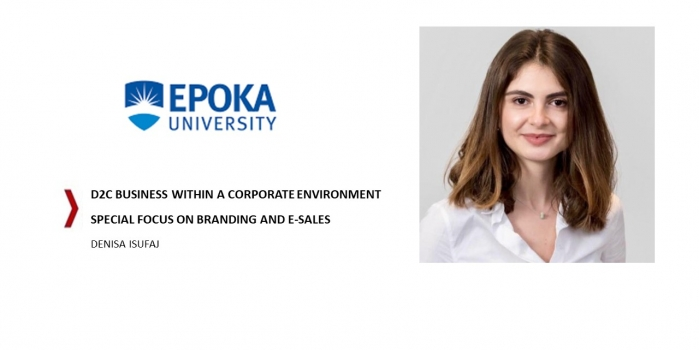 EPOKA
UNIVERSITY
D2C BUSINESS WITHIN A CORPORATE ENVIRONMENT
SPECIAL FOCUS ON BRANDING AND E-SALES
DENISA ISUFAJ